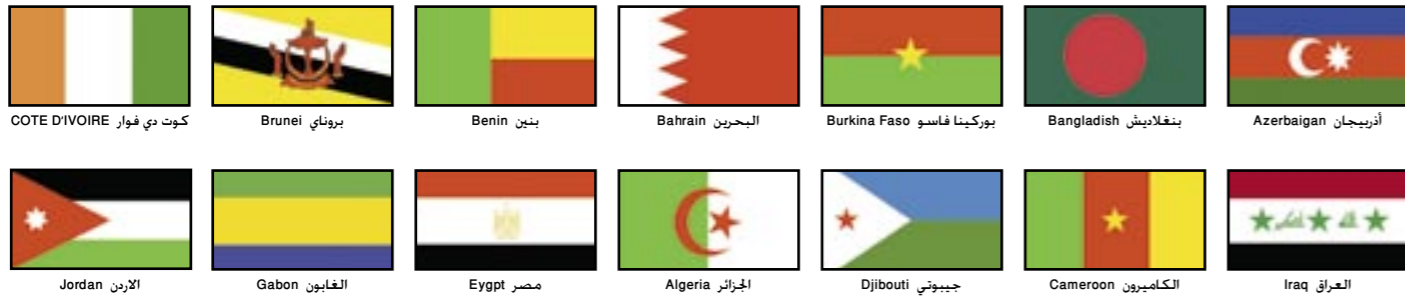 COTE D'IVOIRE كوت دي فوار
Brunei بروناي
Benin بنين
Bahrain البحرين
Burkina Faso بوركينا فاسو
Bangladish بنغلاديش
Azerbaigan أذربيجان
Jordan الاردن
Gabon الغابون
Eygpt مصر
Algeria الجزائر
Djibouti جيبوتي
Cameroon الكاميرون
Iraq العراق